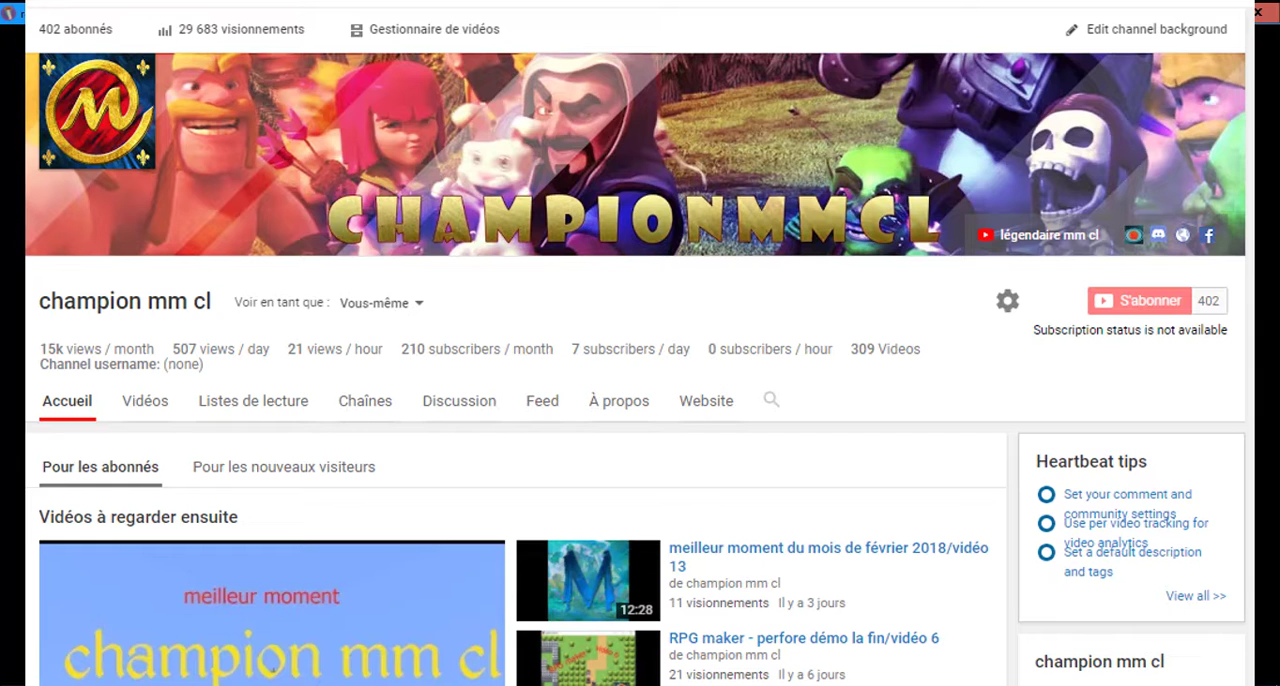 402 abonnés 29 683 visionnements Gestionnaire de vidéos Edit channel background
M
CHAMPIONMMCL
légendaire mm cl
champion mm cl Voir en tant que : Vous-même S'abonner 402
Subscription status is not available
15k views / month 507 views / day 21 views / hour 210 subscribers / month 7 subscribers / day 0 subscribers / hour 309 Videos
Channel username: (none)
Accueil Vidéos Listes de lecture Chaînes Discussion Feed À propos Website
Pour les abonnés Pour les nouveaux visiteurs
Vidéos à regarder ensuite
meilleur moment
champion mm cl
M
12:28
meilleur moment du mois de février 2018/vidéo
13
de champion mm cl
11 visionnements Il y a 3 jours
RPG maker - perfore démo la fin/vidéo 6
de champion mm cl
21 visionnements Il y a 6 jours
Heartbeat tips
Set your comment and
community settings
Use per video tracking for
video analytics
Set a default description
and tags
View all >>
champion mm cl